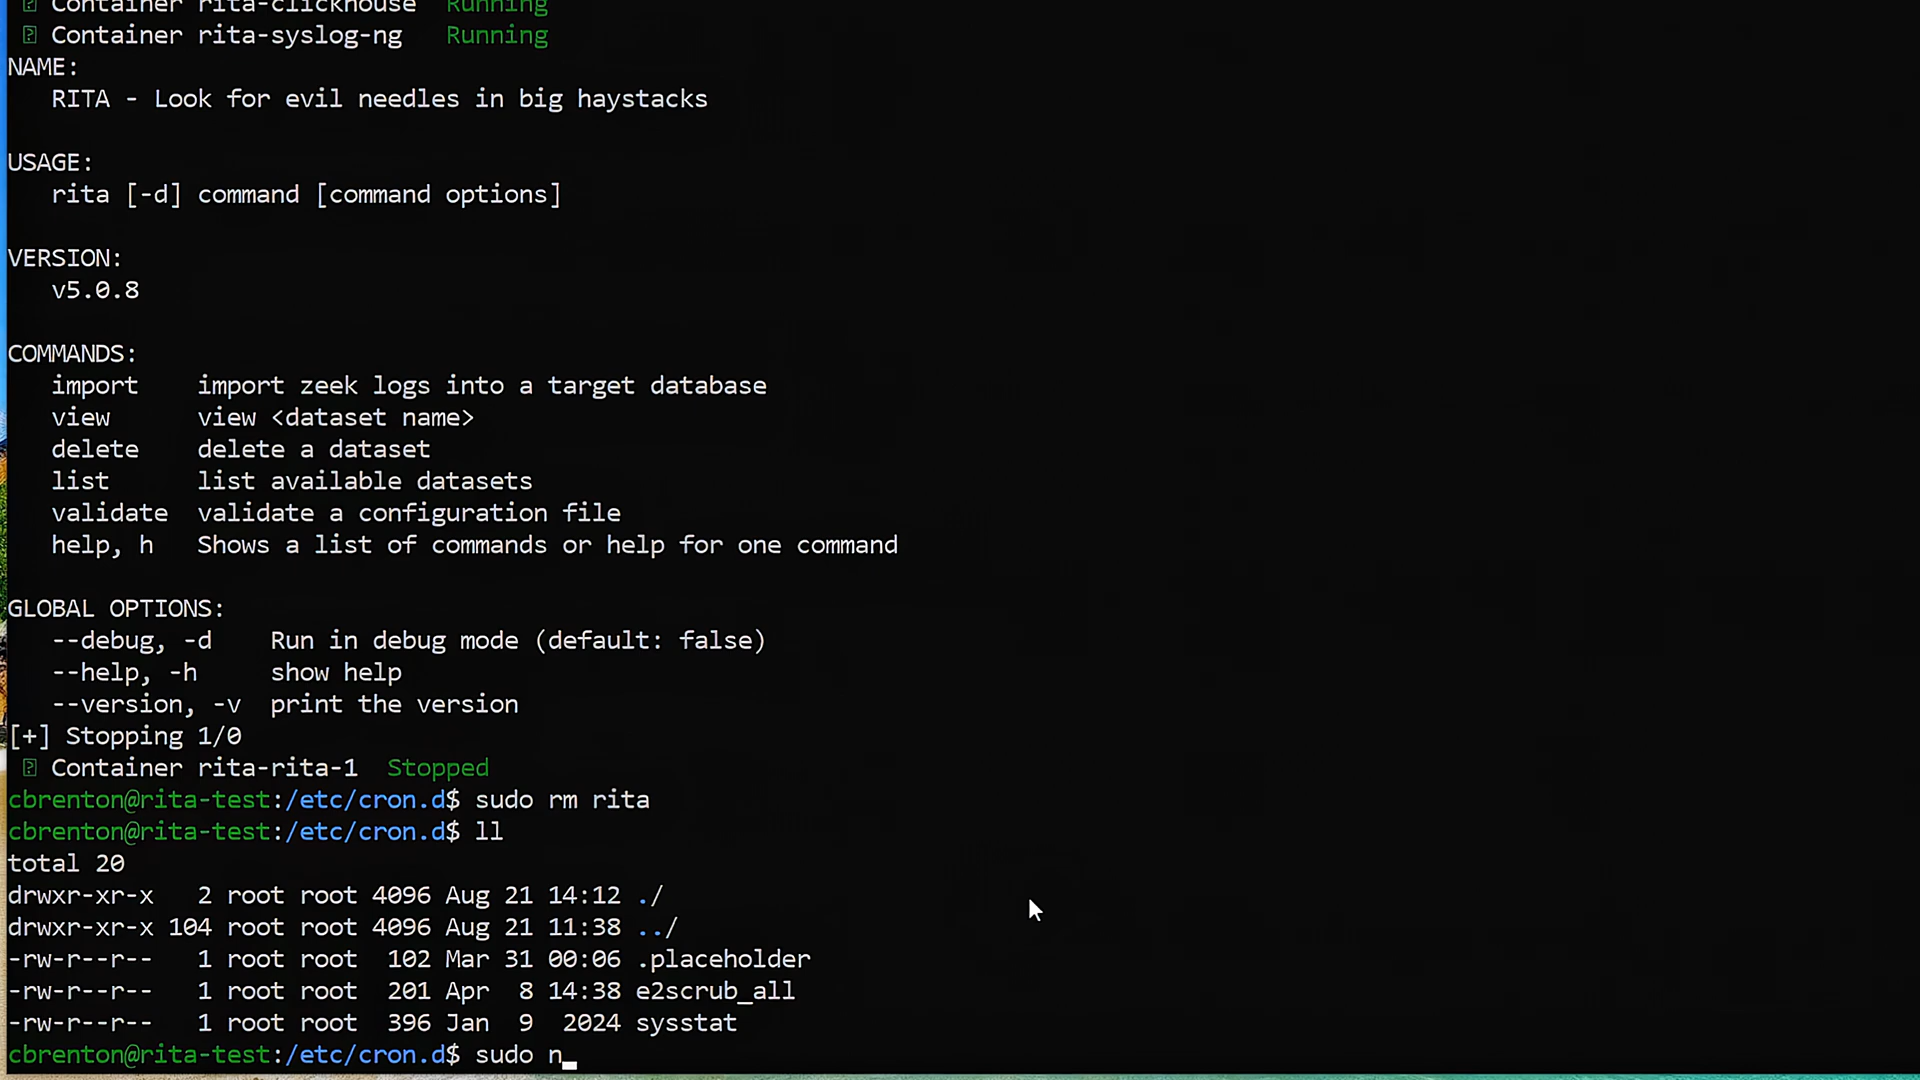 Container rita-clickhouse Running
Container rita-syslog-ng Running
NAME:
RITA - Look for evil needles in big haystacks
USAGE:
rita [-d] command [command options]
VERSION:
v5.0.8
COMMANDS:
import import zeek logs into a target database
view view <dataset name>
delete delete a dataset
list list available datasets
validate validate a configuration file
help, h Shows a list of commands or help for one command
GLOBAL OPTIONS:
--debug, -d Run in debug mode (default: false)
--help, -h show help
--version, -v print the version
[+] Stopping 1/0
Container rita-rita-1 Stopped
cbrenton@rita-test:/etc/cron.d$ sudo rm rita
cbrenton@rita-test:/etc/cron.d$ ll
total 20
drwxr-xr-x 2 root root 4096 Aug 21 14:12 ./
drwxr-xr-x 104 root root 4096 Aug 21 11:38 ../
-rw-r--r-- 1 root root 102 Mar 31 00:06 .placeholder
-rw-r--r-- 1 root root 201 Apr 8 14:38 e2scrub_all
-rw-r--r-- 1 root root 396 Jan 9 2024 sysstat
cbrenton@rita-test:/etc/cron.d$ sudo n